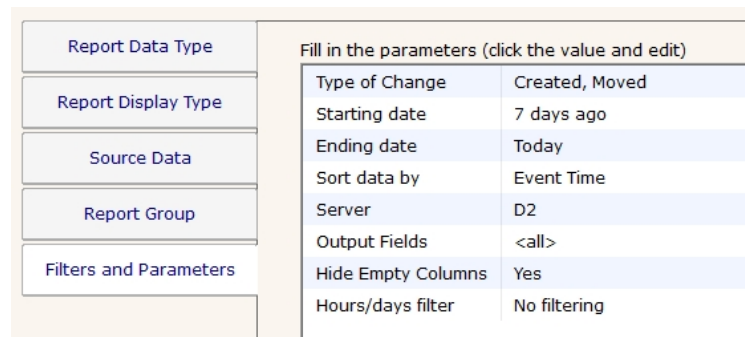 Report Data Type
Report Display Type
Source Data
Report Group
Filters and Parameters
Fill in the parameters (click the value and edit)
Type of Change Created, Moved
Starting date 7 days ago
Ending date Today
Sort data by Event Time
Server D2
Output Fields <all>
Hide Empty Columns Yes
Hours/days filter No filtering